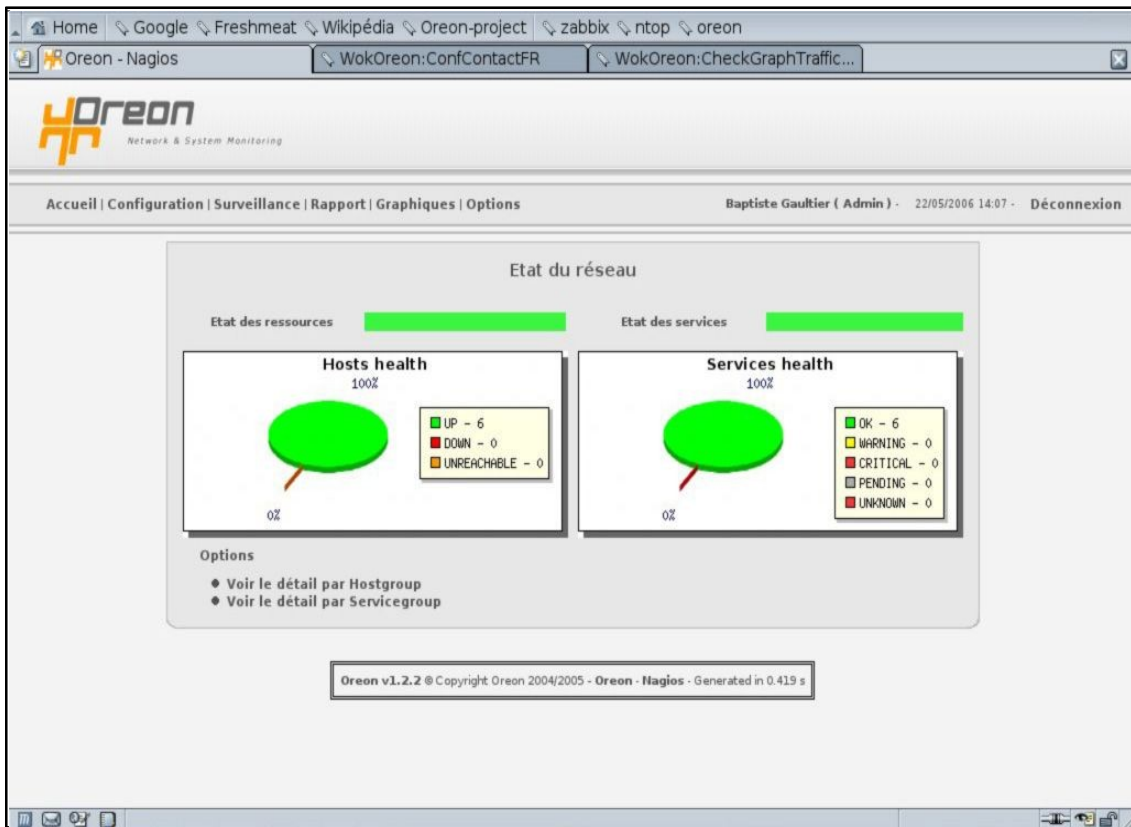 Home Google Freshmeat Wikipédia Oreon-project zabbix ntop oreon
Oreon - Nagios WokOreon:ConfContactFR WokOreon:CheckGraphTraffic...
Oreon
Network & System Monitoring
Accueil | Configuration | Surveillance | Rapport | Graphiques | Options Baptiste Gaultier ( Admin ) - 22/05/2006 14:07 - Déconnexion
Etat du réseau
Etat des ressources Etat des services
Hosts health
100%
UP - 6
DOWN - 0
UNREACHABLE - 0
0%
Services health
100%
OK - 6
WARNING - 0
CRITICAL - 0
PENDING - 0
UNKNOWN - 0
0%
Options
Voir le détail par Hostgroup
Voir le détail par Servicegroup
Oreon v1.2.2 © Copyright Oreon 2004/2005 - Oreon - Nagios - Generated in 0.419 s